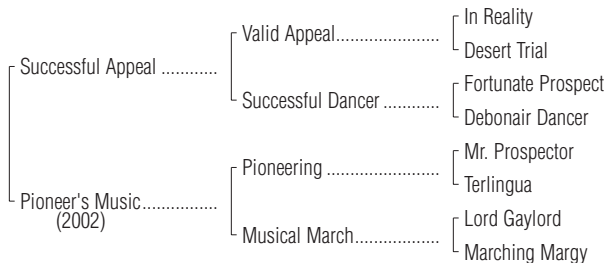 In Reality
Valid Appeal.....................
Desert Trial
Successful Appeal ............
Fortunate Prospect
Successful Dancer ............
Debonair Dancer
Mr. Prospector
Pioneering .....................
Terlingua
Pioneer's Music................
(2002)
Lord Gaylord
Musical March..................
Marching Margy